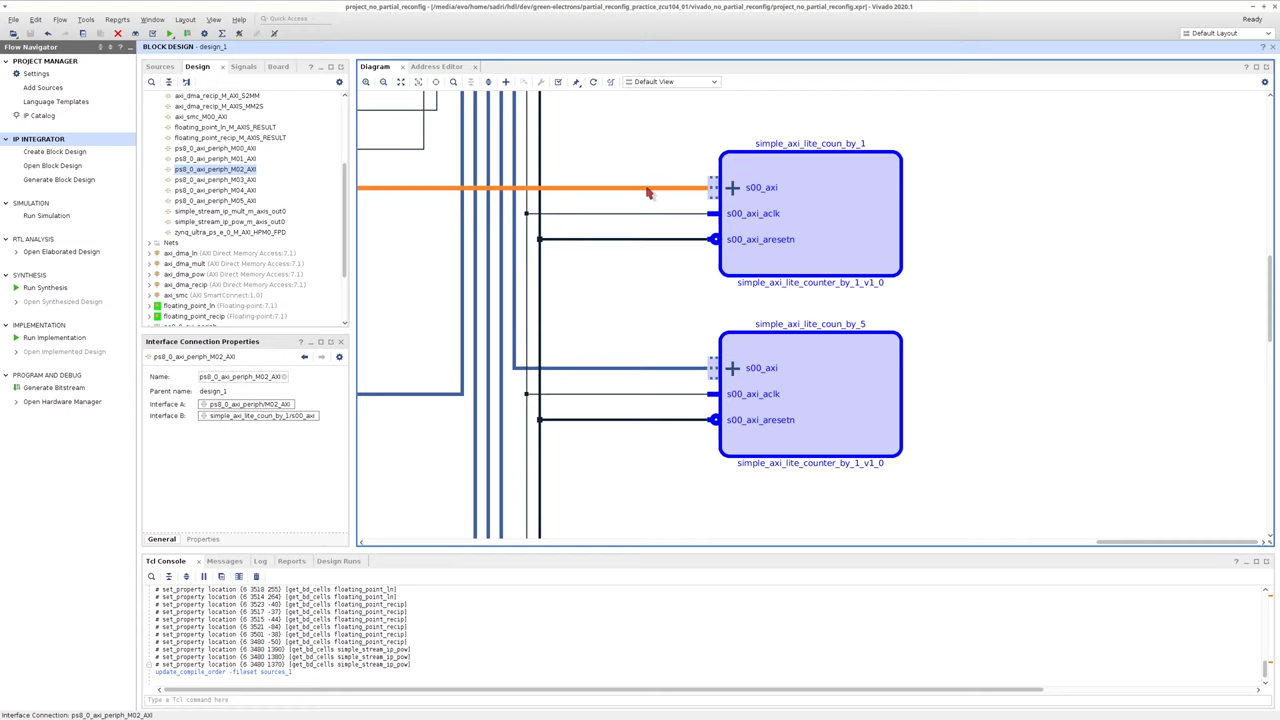 project_no_partial_reconfig - [/media/evo/home/sadri/hdl/dev/green-electrons/partial_reconfig_practice_zcu104_01/vivado_no_partial_reconfig/project_no_partial_reconfig.xpr] - Vivado 2020.1
File Edit Flow Tools Reports Window Layout View Help Quick Access Ready
Default Layout
Flow Navigator
PROJECT MANAGER
Settings
Add Sources
Language Templates
IP Catalog
IP INTEGRATOR
Create Block Design
Open Block Design
Generate Block Design
SIMULATION
Run Simulation
RTL ANALYSIS
Open Elaborated Design
SYNTHESIS
Run Synthesis
Open Synthesized Design
IMPLEMENTATION
Run Implementation
Open Implemented Design
PROGRAM AND DEBUG
Generate Bitstream
Open Hardware Manager
BLOCK DESIGN - design_1
Sources Design Signals Board
axi_dma_recip_M_AXI_S2MM
axi_dma_recip_M_AXIS_MM2S
axi_smc_M00_AXI
floating_point_ln_M_AXIS_RESULT
floating_point_recip_M_AXIS_RESULT
ps8_0_axi_periph_M00_AXI
ps8_0_axi_periph_M01_AXI
ps8_0_axi_periph_M02_AXI
ps8_0_axi_periph_M03_AXI
ps8_0_axi_periph_M04_AXI
ps8_0_axi_periph_M05_AXI
simple_stream_ip_mult_m_axis_out0
simple_stream_ip_pow_m_axis_out0
zynq_ultra_ps_e_0_M_AXI_HPM0_FPD
Nets
axi_dma_ln (AXI Direct Memory Access:7.1)
axi_dma_mult (AXI Direct Memory Access:7.1)
axi_dma_pow (AXI Direct Memory Access:7.1)
axi_dma_recip (AXI Direct Memory Access:7.1)
axi_smc (AXI SmartConnect:1.0)
floating_point_ln (Floating-point:7.1)
floating_point_recip (Floating-point:7.1)
Interface Connection Properties
ps8_0_axi_periph_M02_AXI
Name: ps8_0_axi_periph_M02_AXI
Parent name: design_1
Interface A: ps8_0_axi_periph/M02_AXI
Interface B: simple_axi_lite_coun_by_1/s00_axi
General Properties
Diagram Address Editor
Default View
simple_axi_lite_coun_by_1
s00_axi
s00_axi_aclk
s00_axi_aresetn
simple_axi_lite_counter_by_1_v1_0
simple_axi_lite_coun_by_5
s00_axi
s00_axi_aclk
s00_axi_aresetn
simple_axi_lite_counter_by_1_v1_0
Tcl Console Messages Log Reports Design Runs
# set_property location {6 3518 255} [get_bd_cells floating_point_ln]
# set_property location {6 3514 264} [get_bd_cells floating_point_ln]
# set_property location {6 3523 -40} [get_bd_cells floating_point_recip]
# set_property location {6 3517 -37} [get_bd_cells floating_point_recip]
# set_property location {6 3515 -44} [get_bd_cells floating_point_recip]
# set_property location {6 3521 -84} [get_bd_cells floating_point_recip]
# set_property location {6 3501 -38} [get_bd_cells floating_point_recip]
# set_property location {6 3480 -50} [get_bd_cells floating_point_recip]
# set_property location {6 3480 1390} [get_bd_cells simple_stream_ip_pow]
# set_property location {6 3480 1380} [get_bd_cells simple_stream_ip_pow]
# set_property location {6 3480 1370} [get_bd_cells simple_stream_ip_pow]
update_compile_order -fileset sources_1
Type a Tcl command here
Interface Connection: ps8_0_axi_periph_M02_AXI